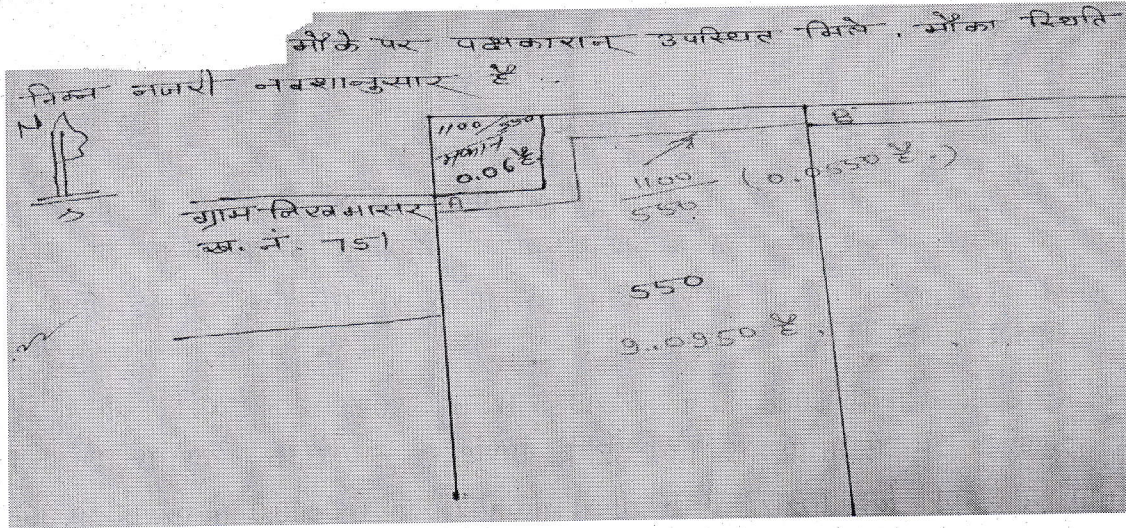 मौके पर पक्षकारान उपस्थित मिले. मौका स्थिति
निम्न नजरी नक्शानुसार है
N
S
1100/550
मकान
0.06 है.
A
B
1100/550 (0.0550 है.)
ग्राम लिखमासर
ख. नं. 751
550
9.0950 है.